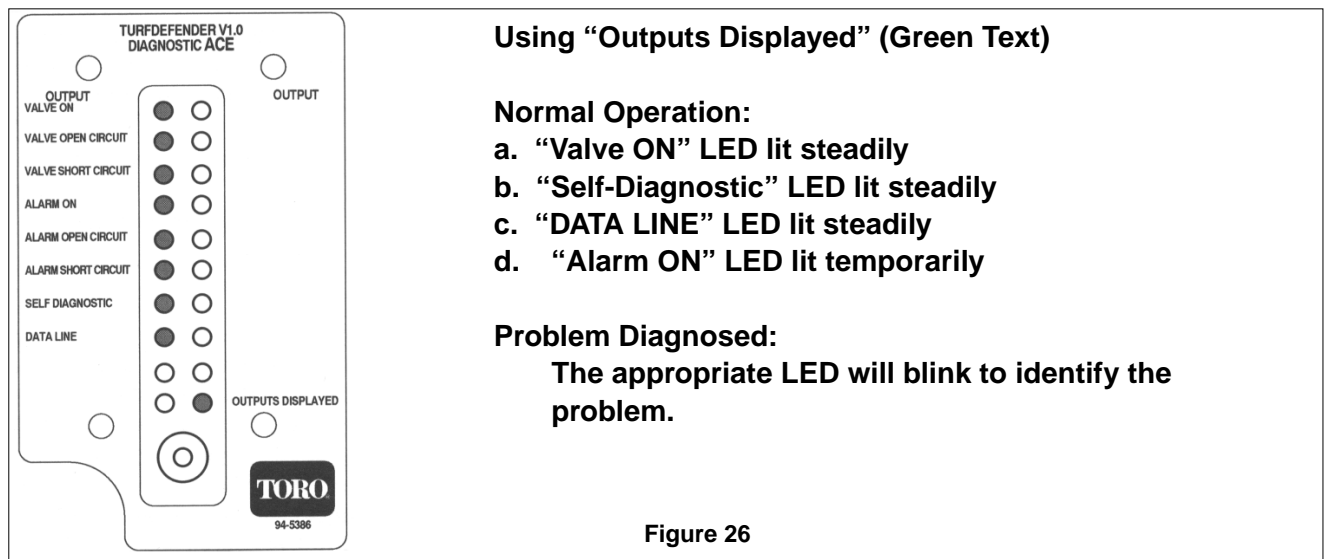 TURFDEFENDER V1.0
DIAGNOSTIC ACE
OUTPUT
OUTPUT
VALVE ON
VALVE OPEN CIRCUIT
VALVE SHORT CIRCUIT
ALARM ON
ALARM OPEN CIRCUIT
ALARM SHORT CIRCUIT
SELF DIAGNOSTIC
DATA LINE
OUTPUTS DISPLAYED
TORO
94-5386
Using “Outputs Displayed” (Green Text)
Normal Operation:
a. “Valve ON” LED lit steadily
b. “Self-Diagnostic” LED lit steadily
c. “DATA LINE” LED lit steadily
d. “Alarm ON” LED lit temporarily
Problem Diagnosed:
The appropriate LED will blink to identify the
problem.
Figure 26